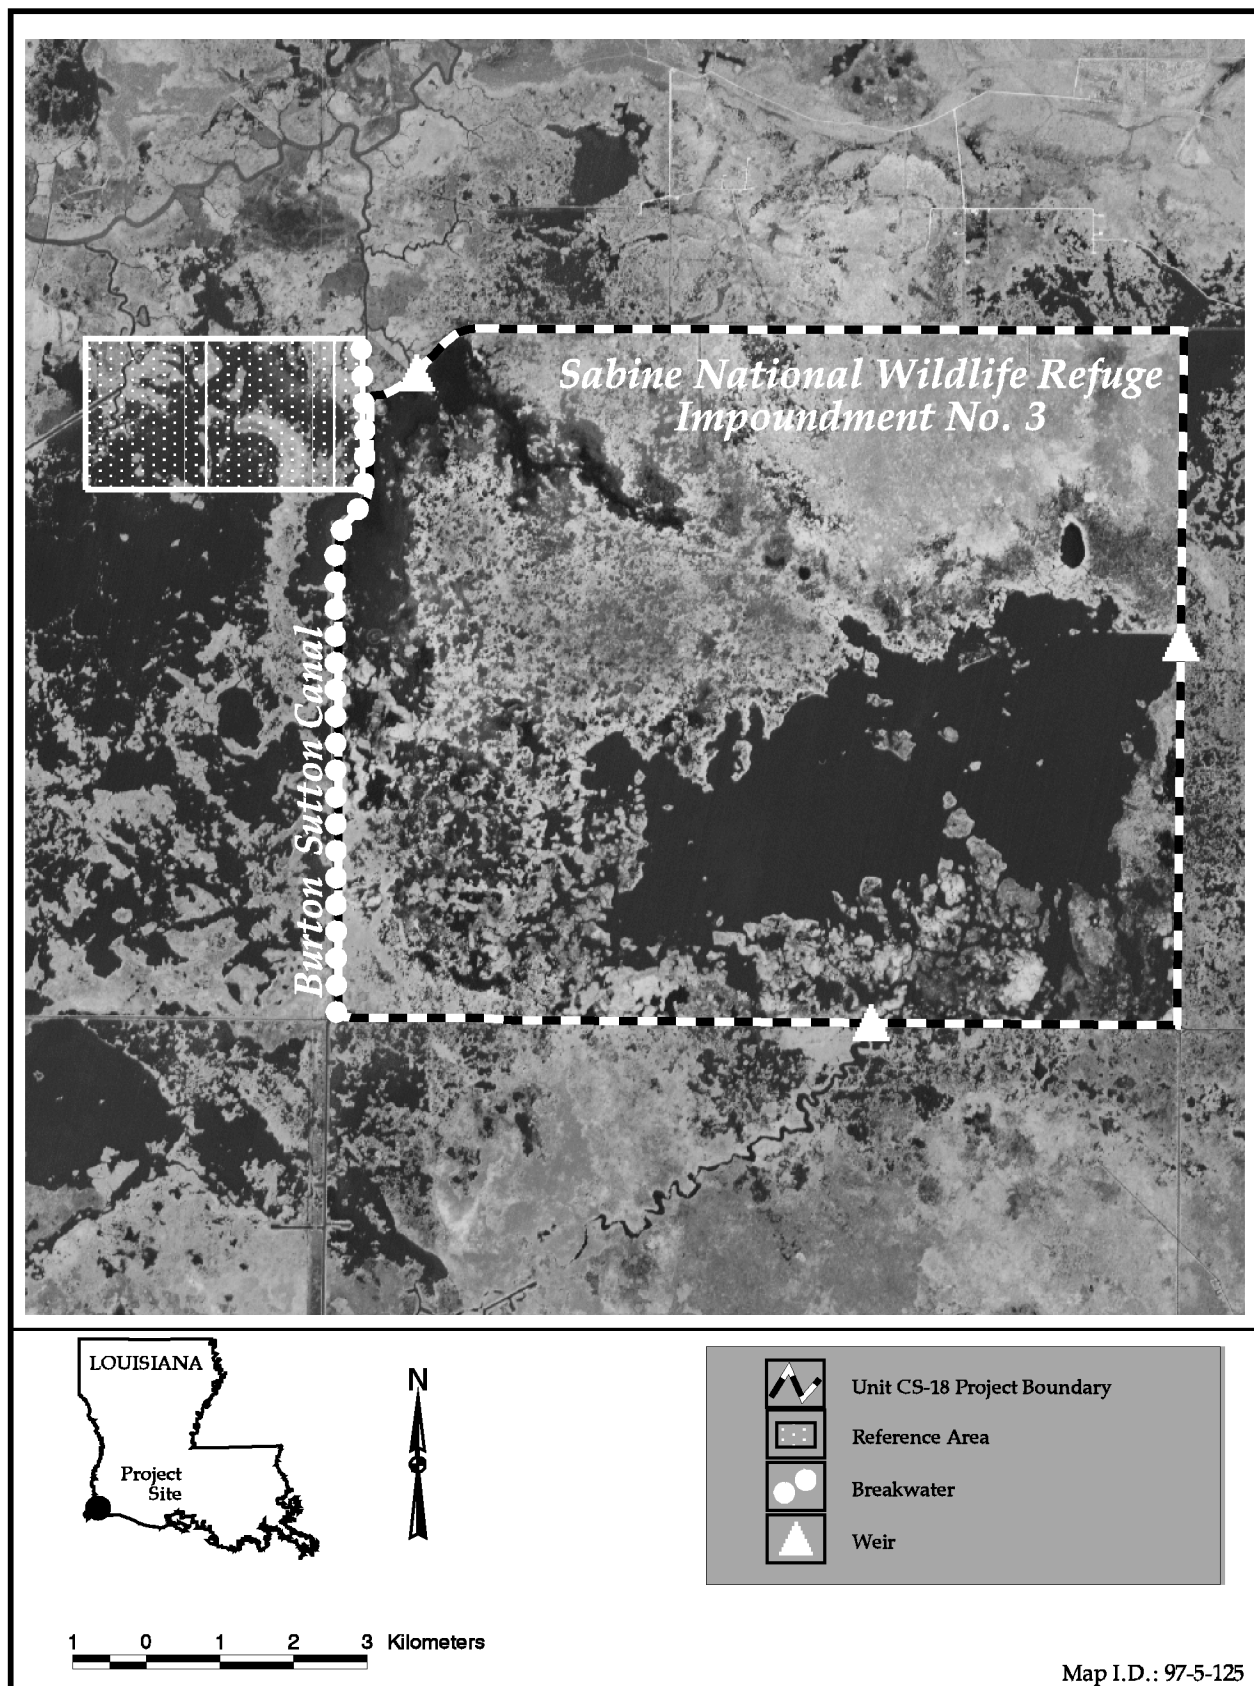 Sabine National Wildlife Refuge
Impoundment No. 3
Burton Sutton Canal
LOUISIANA
Project
Site
N
Unit CS-18 Project Boundary
Reference Area
Breakwater
Weir
1 0 1 2 3 Kilometers
Map I.D.: 97-5-125